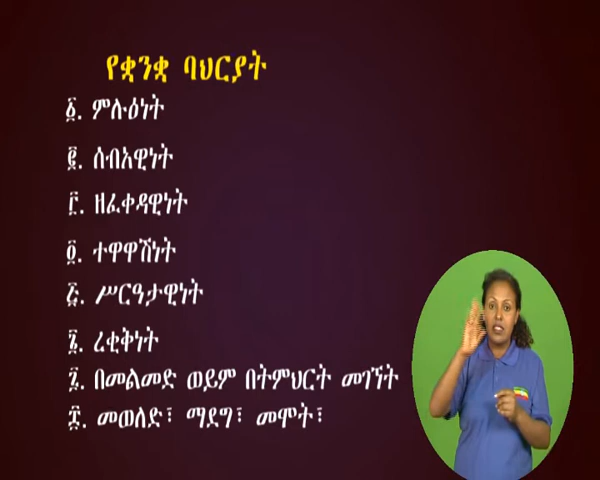 የቋንቋ ባህርያት
፩. ምሉዕነት
፪. ሰብአዊነት
፫. ዘፈቀዳዊነት
፬. ተዋዋሽነት
፭. ሥርዓታዊነት
፮. ረቂቅነት
፯. በመልመድ ወይም በትምህርት መገኘት
፰. መወለድ፣ ማደግ፣ መሞት፣